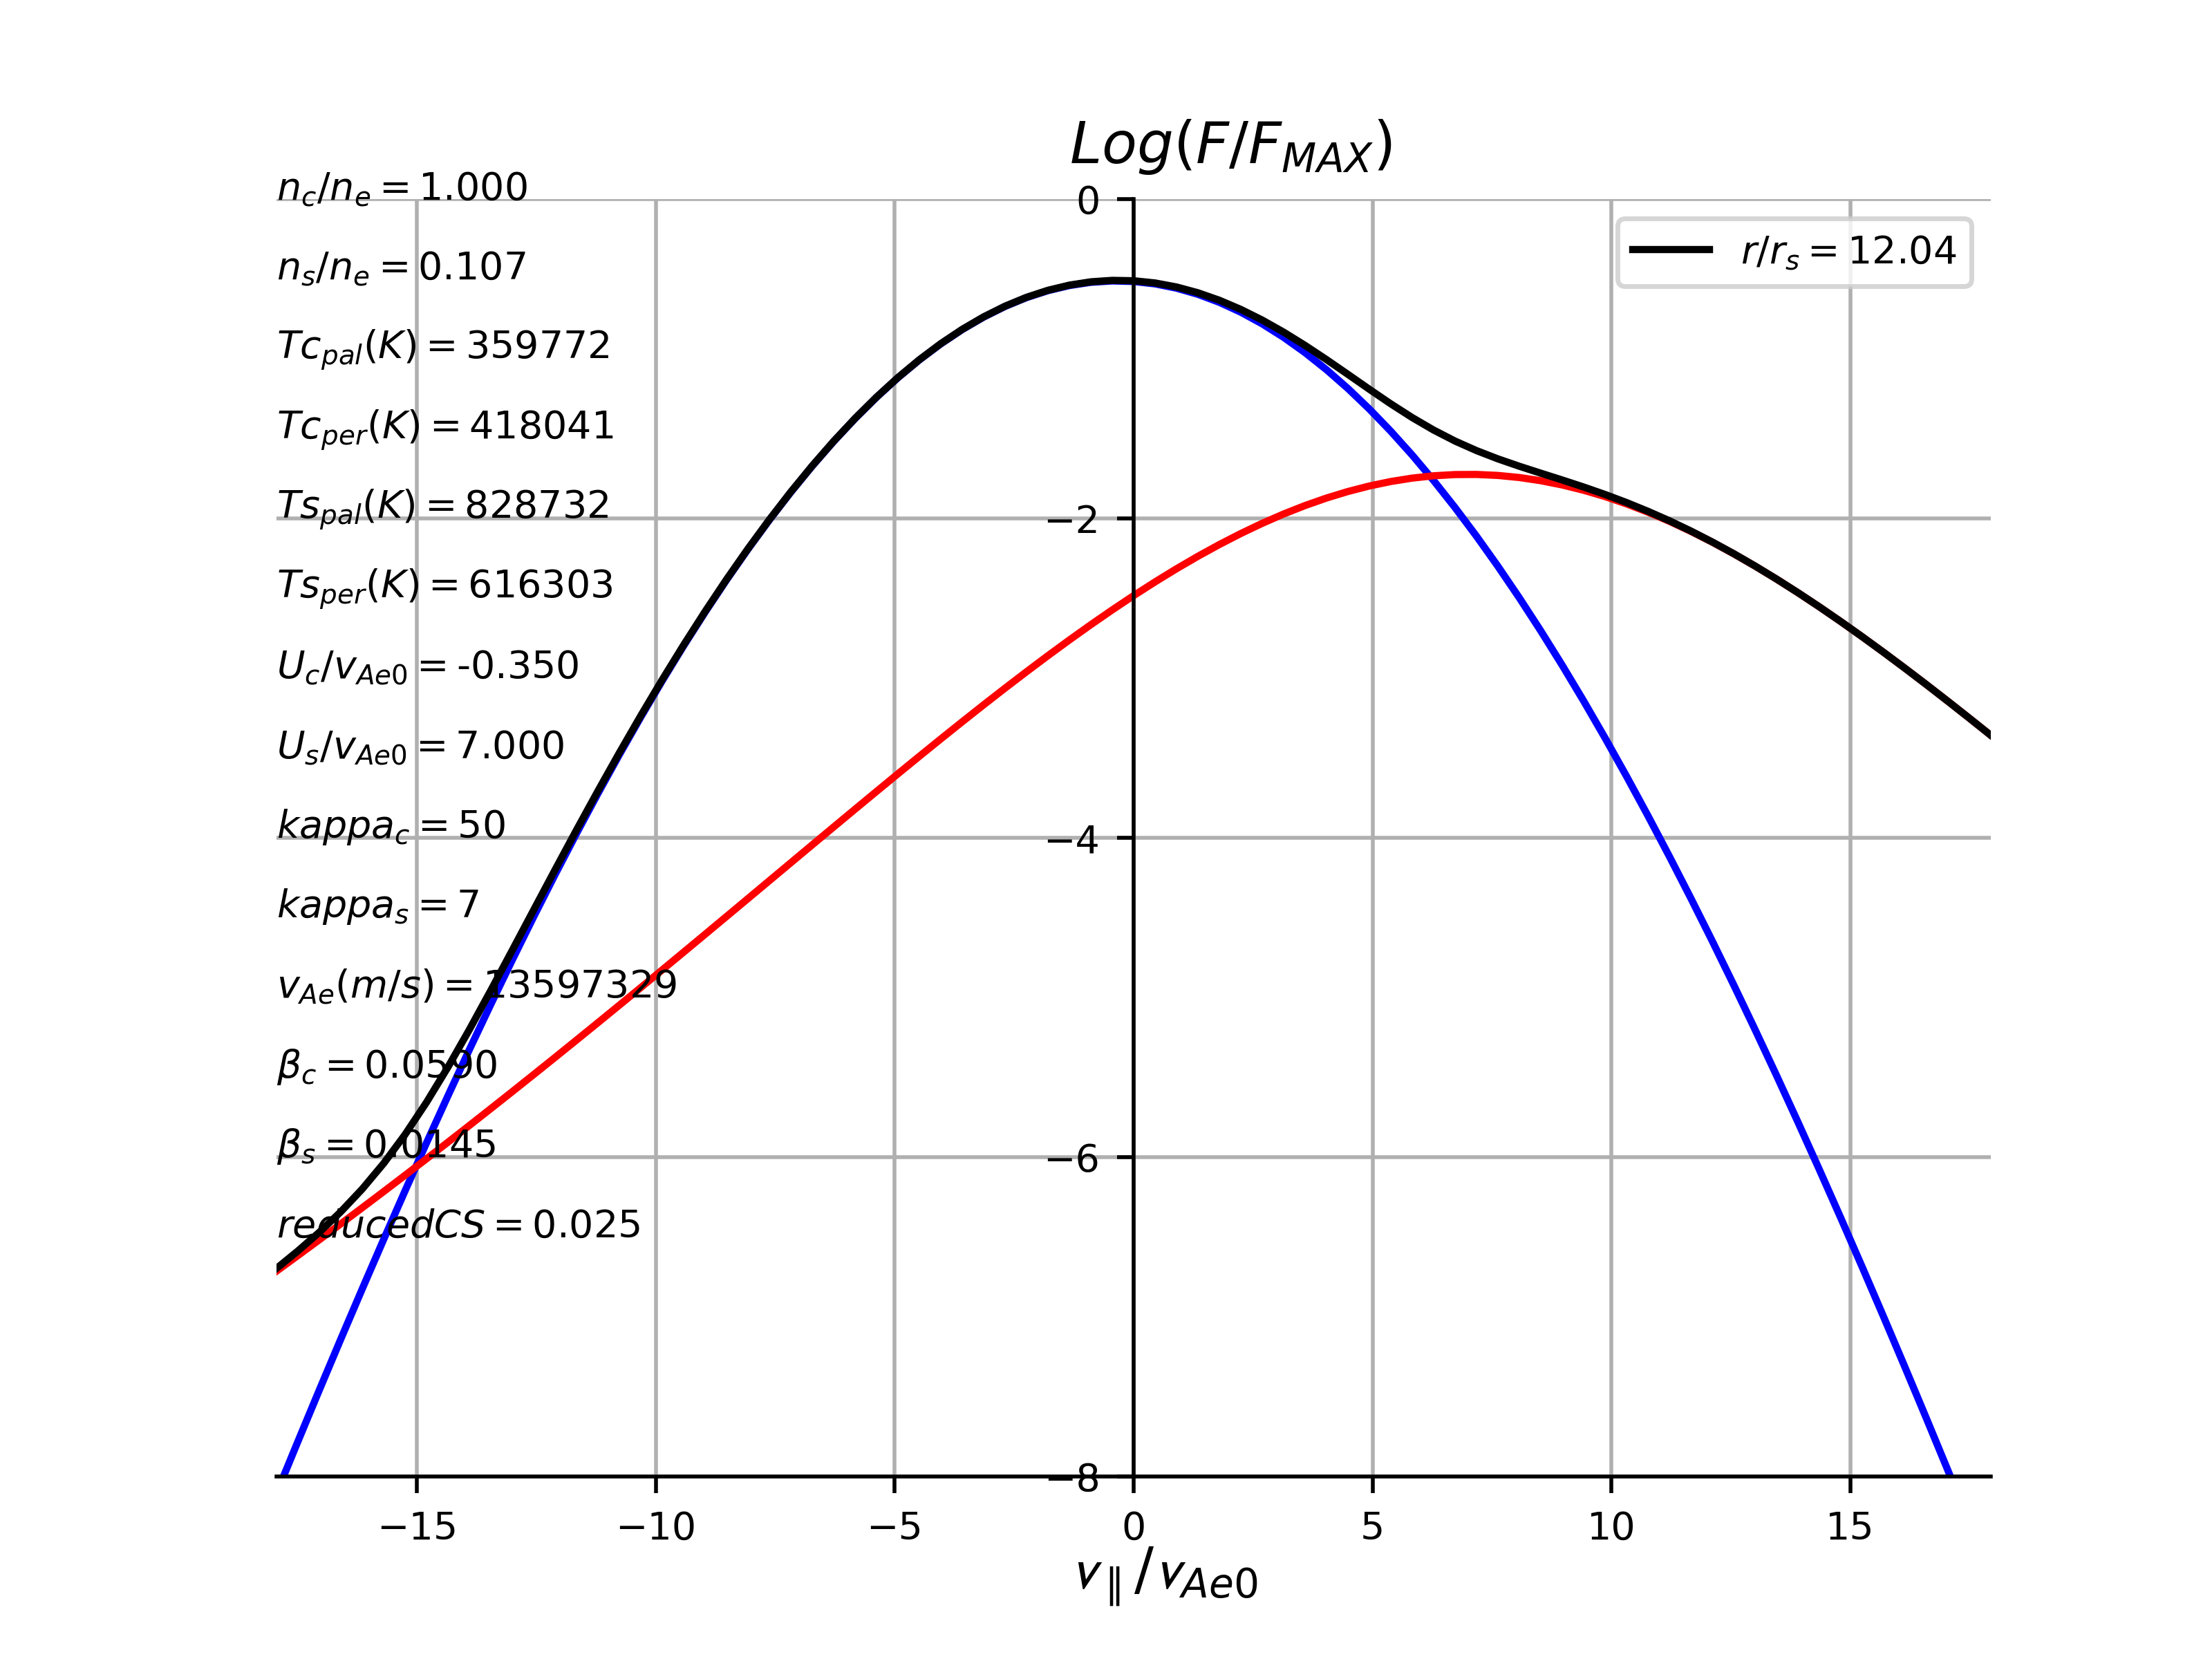 Log(F/F_MAX)
n_c/n_e = 1.000
n_s/n_e = 0.107
Tc_pal(K) = 359772
Tc_per(K) = 418041
Ts_pal(K) = 828732
Ts_per(K) = 616303
U_c/v_Ae0 = -0.350
U_s/v_Ae0 = 7.000
kappa_c = 50
kappa_s = 7
v_Ae(m/s) = 13597329
β_c = 0.0590
β_s = 0.0145
reducedCS = 0.025
r/r_s = 12.04
0
−2
−4
−6
−8
−15 −10 −5 0 5 10 15
v_∥/v_Ae0